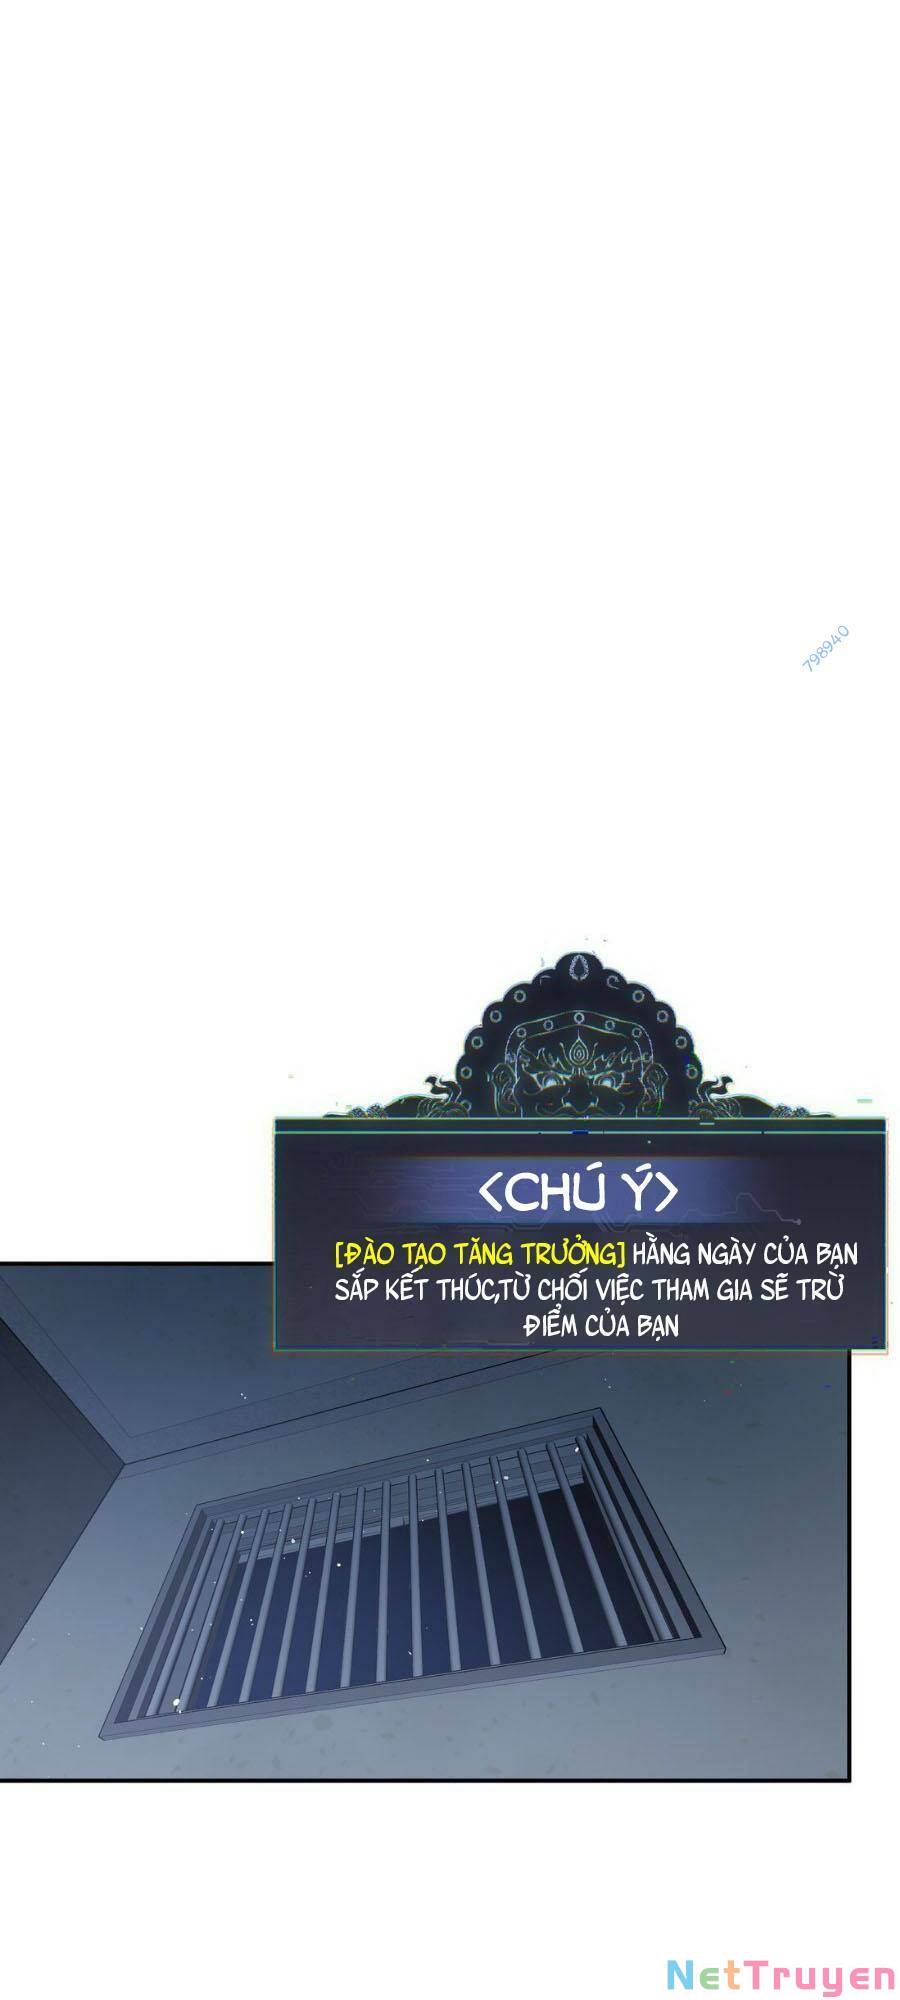 798940
<CHÚ Ý>
[ĐÀO TẠO TĂNG TRƯỞNG] HẰNG NGÀY CỦA BẠN
SẮP KẾT THÚC,TỪ CHỐI VIỆC THAM GIA SẼ TRỪ
ĐIỂM CỦA BẠN
NetTruyen